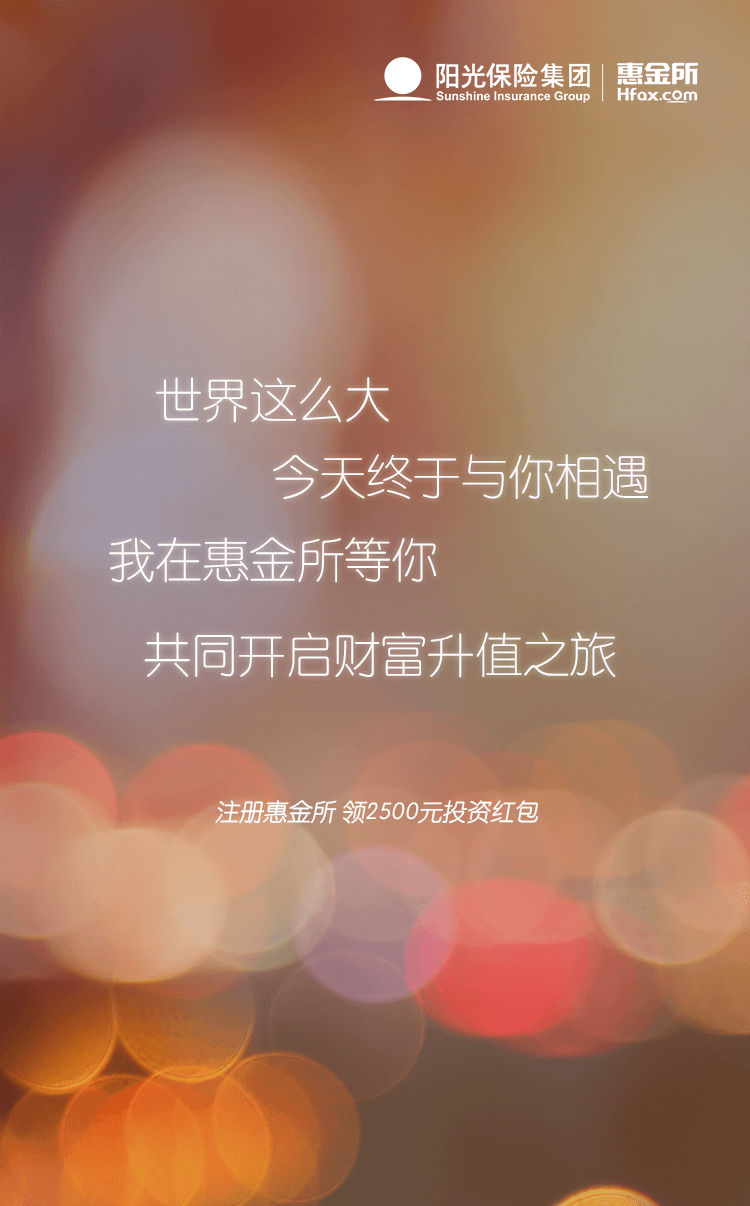 阳光保险集团 惠金所
Sunshine Insurance Group Hfax.com
世界这么大
今天终于与你相遇
我在惠金所等你
共同开启财富升值之旅
注册惠金所 领2500元投资红包